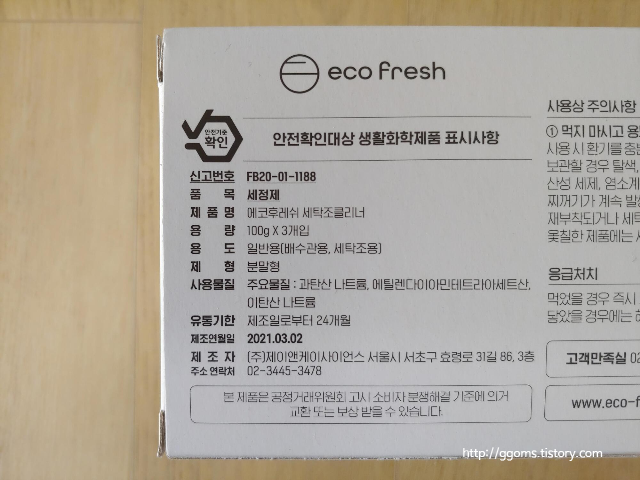 eco fresh
안전기준
확인
안전확인대상 생활화학제품 표시사항
신고번호 FB20-01-1188
품 목 세정제
제 품 명 에코후레쉬 세탁조클리너
용 량 100g X 3개입
용 도 일반용(배수관용, 세탁조용)
제 형 분말형
사용물질 주요물질 : 과탄산 나트륨, 에틸렌다이아민테트라아세트산,
이탄산 나트륨
유통기한 제조일로부터 24개월
제조연월일 2021.03.02
제 조 자 (주)제이앤케이사이언스 서울시 서초구 효령로 31길 86, 3층
주소 연락처 02-3445-3478
본 제품은 공정거래위원회 고시 소비자 분쟁해결 기준에 의거
교환 또는 보상 받을 수 있습니다.
사용상 주의사항
① 먹지 마시고 용
사용 시 환기를 충분
보관할 경우 탈색,
산성 세제, 염소계
찌꺼기가 계속 발생
재부착되거나 세탁
옻칠한 제품에는 사
응급처치
먹었을 경우 즉시
닿았을 경우에는
고객만족실 02
www.eco-f
http://ggoms.tistory.com